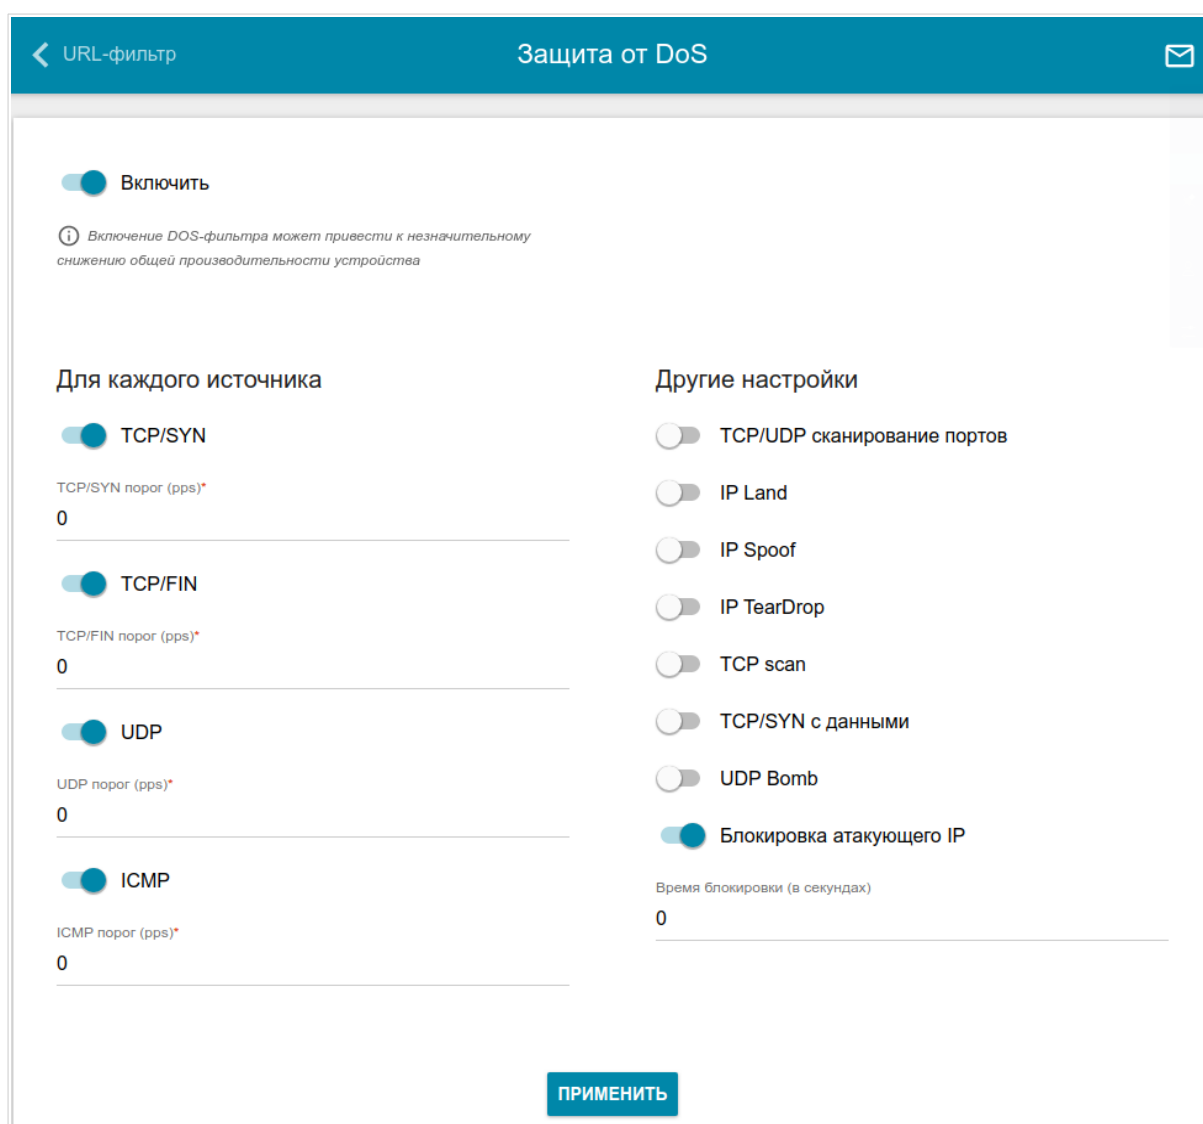 URL-фильтр
Защита от DoS
Включить
Включение DOS-фильтра может привести к незначительному
снижению общей производительности устройства
Для каждого источника
TCP/SYN
TCP/SYN порог (pps)*
0
TCP/FIN
TCP/FIN порог (pps)*
0
UDP
UDP порог (pps)*
0
ICMP
ICMP порог (pps)*
0
Другие настройки
TCP/UDP сканирование портов
IP Land
IP Spoof
IP TearDrop
TCP scan
TCP/SYN с данными
UDP Bomb
Блокировка атакующего IP
Время блокировки (в секундах)
0
ПРИМЕНИТЬ